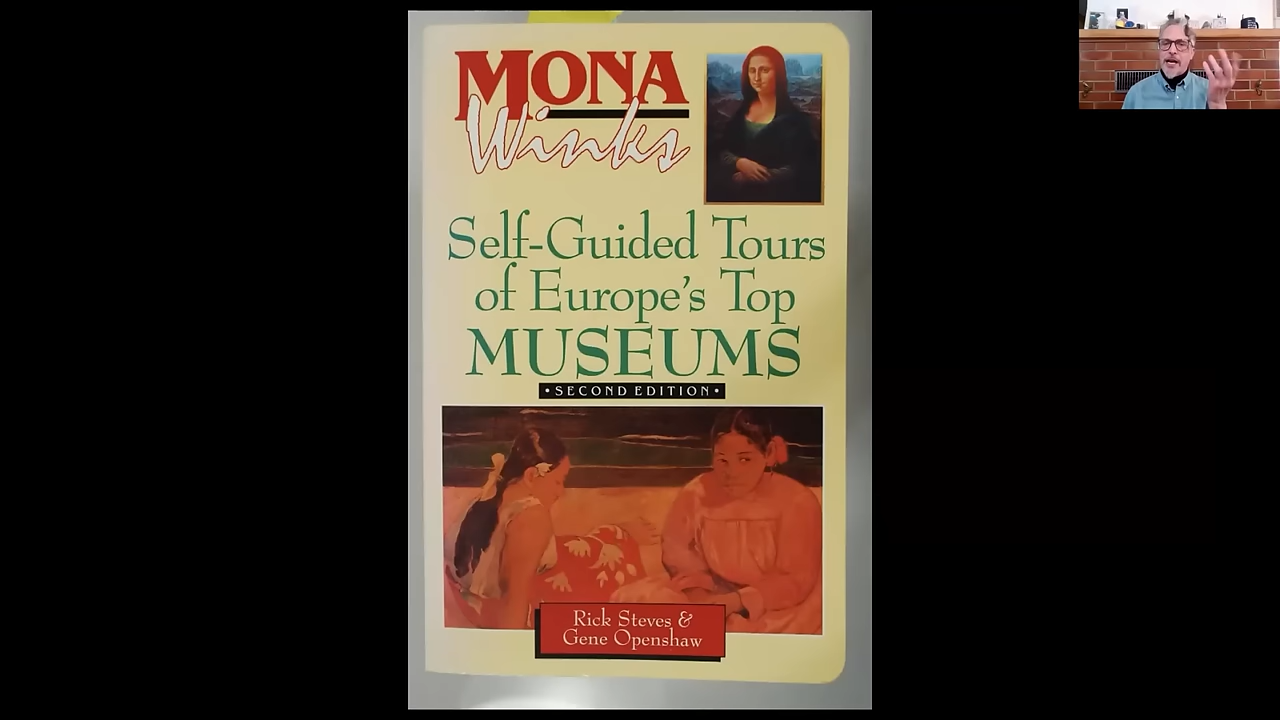 MONA
Winks
Self-Guided Tours
of Europe's Top
MUSEUMS
• SECOND EDITION •
Rick Steves &
Gene Openshaw